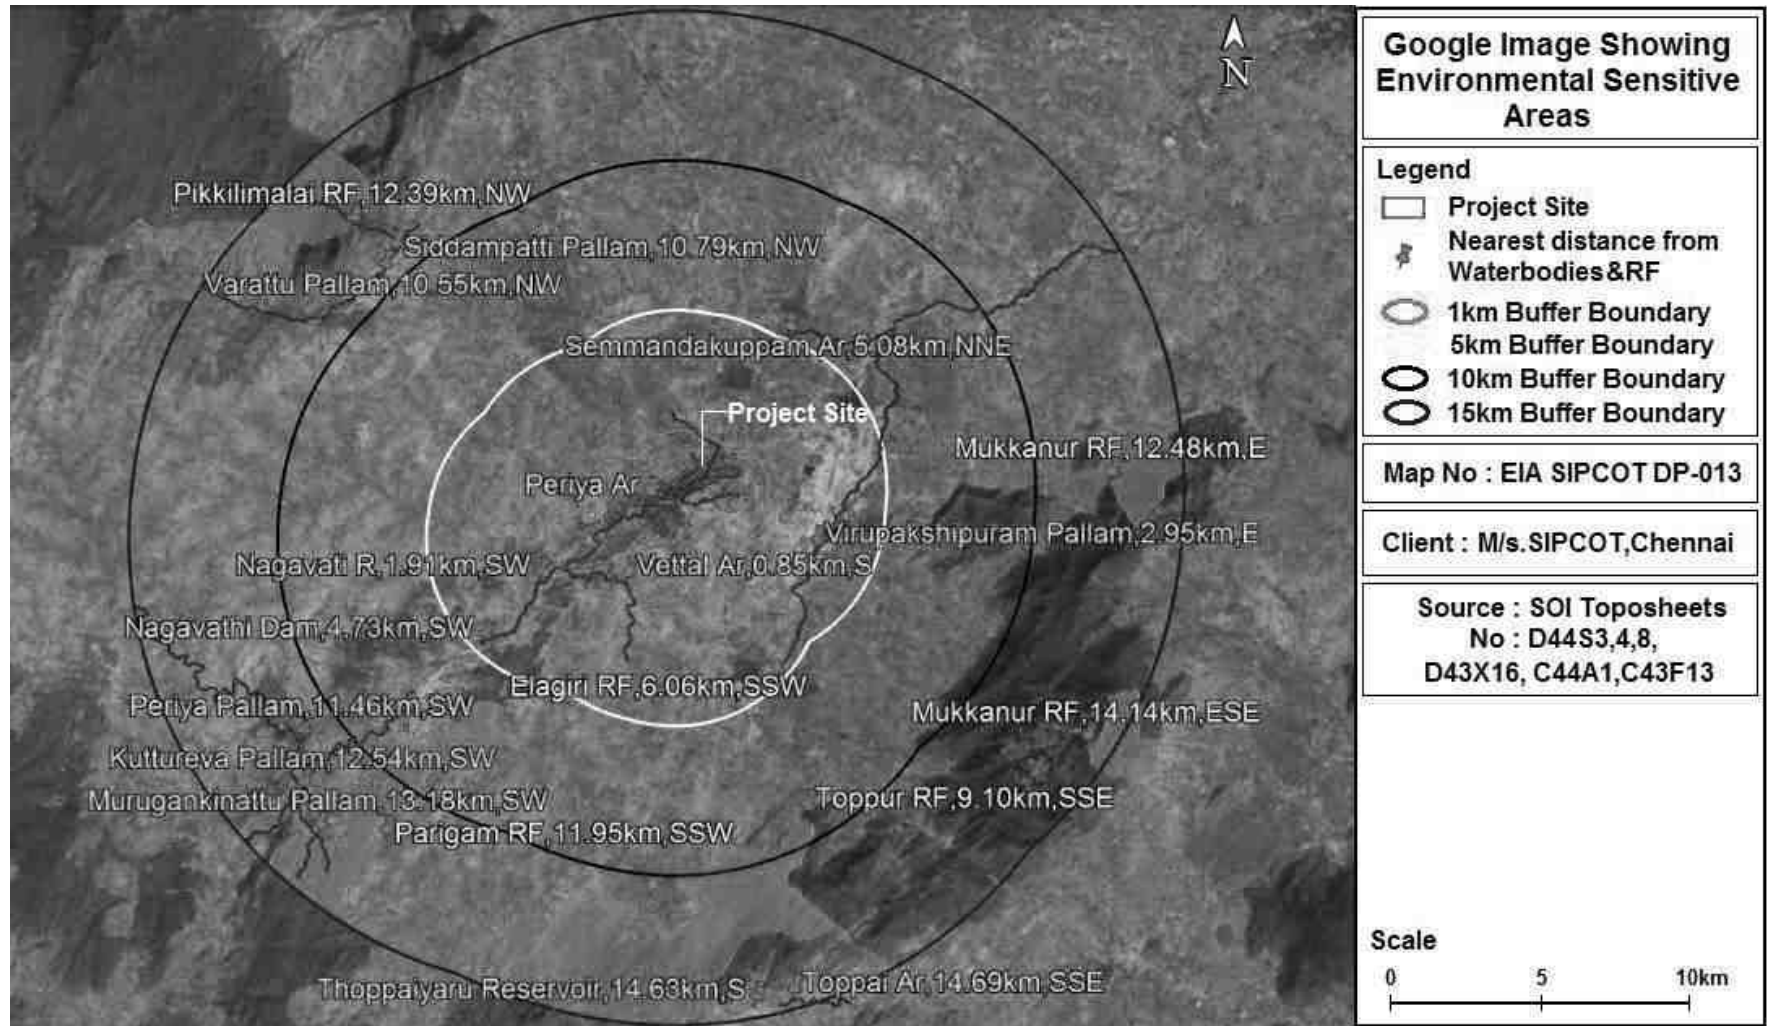 N
Pikkilimalai RF,12.39km,NW
Siddampatti Pallam,10.79km,NW
Varattu Pallam,10.55km,NW
Semmandakuppam Ar,5.08km,NNE
Project Site
Mukkanur RF,12.48km,E
Periya Ar
Virupakshipuram Pallam,2.95km,E
Nagavati R,1.91km,SW
Vettal Ar,0.85km,S
Nagavathi Dam,4.73km,SW
Elagiri RF,6.06km,SSW
Periya Pallam,11.46km,SW
Mukkanur RF,14.14km,ESE
Kuttureva Pallam,12.54km,SW
Murugankinattu Pallam,13.18km,SW
Toppur RF,9.10km,SSE
Parigam RF,11.95km,SSW
Thoppaiyaru Reservoir,14.63km,S
Toppai Ar,14.69km,SSE
Google Image Showing
Environmental Sensitive
Areas
Legend
Project Site
Nearest distance from
Waterbodies&RF
1km Buffer Boundary
5km Buffer Boundary
10km Buffer Boundary
15km Buffer Boundary
Map No : EIA SIPCOT DP-013
Client : M/s.SIPCOT,Chennai
Source : SOI Toposheets
No : D44S3,4,8,
D43X16, C44A1,C43F13
Scale
0 5 10km